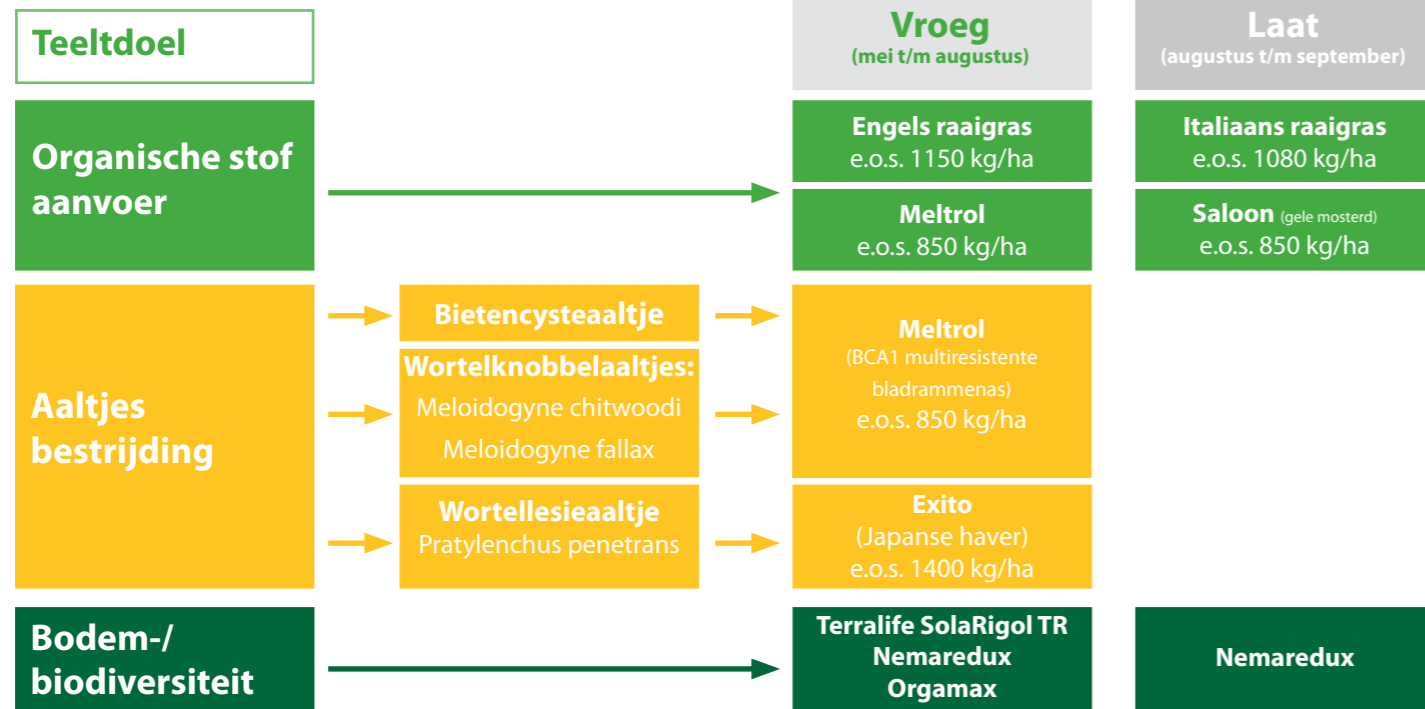 Teeltdoel
Vroeg
(mei t/m augustus)
Laat
(augustus t/m september)
Organische stof
aanvoer
Engels raaigras
e.o.s. 1150 kg/ha
Italiaans raaigras
e.o.s. 1080 kg/ha
Meltrol
e.o.s. 850 kg/ha
Saloon (gele mosterd)
e.o.s. 850 kg/ha
Aaltjes
bestrijding
Bietencysteaaltje
Wortelknobbelaaltjes:
Meloidogyne chitwoodi
Meloidogyne fallax
Meltrol
(BCA1 multiresistente
bladrammenas)
e.o.s. 850 kg/ha
Wortellesieaaltje
Pratylenchus penetrans
Exito
(Japanse haver)
e.o.s. 1400 kg/ha
Bodem-/
biodiversiteit
Terralife SolaRigol TR
Nemaredux
Orgamax
Nemaredux